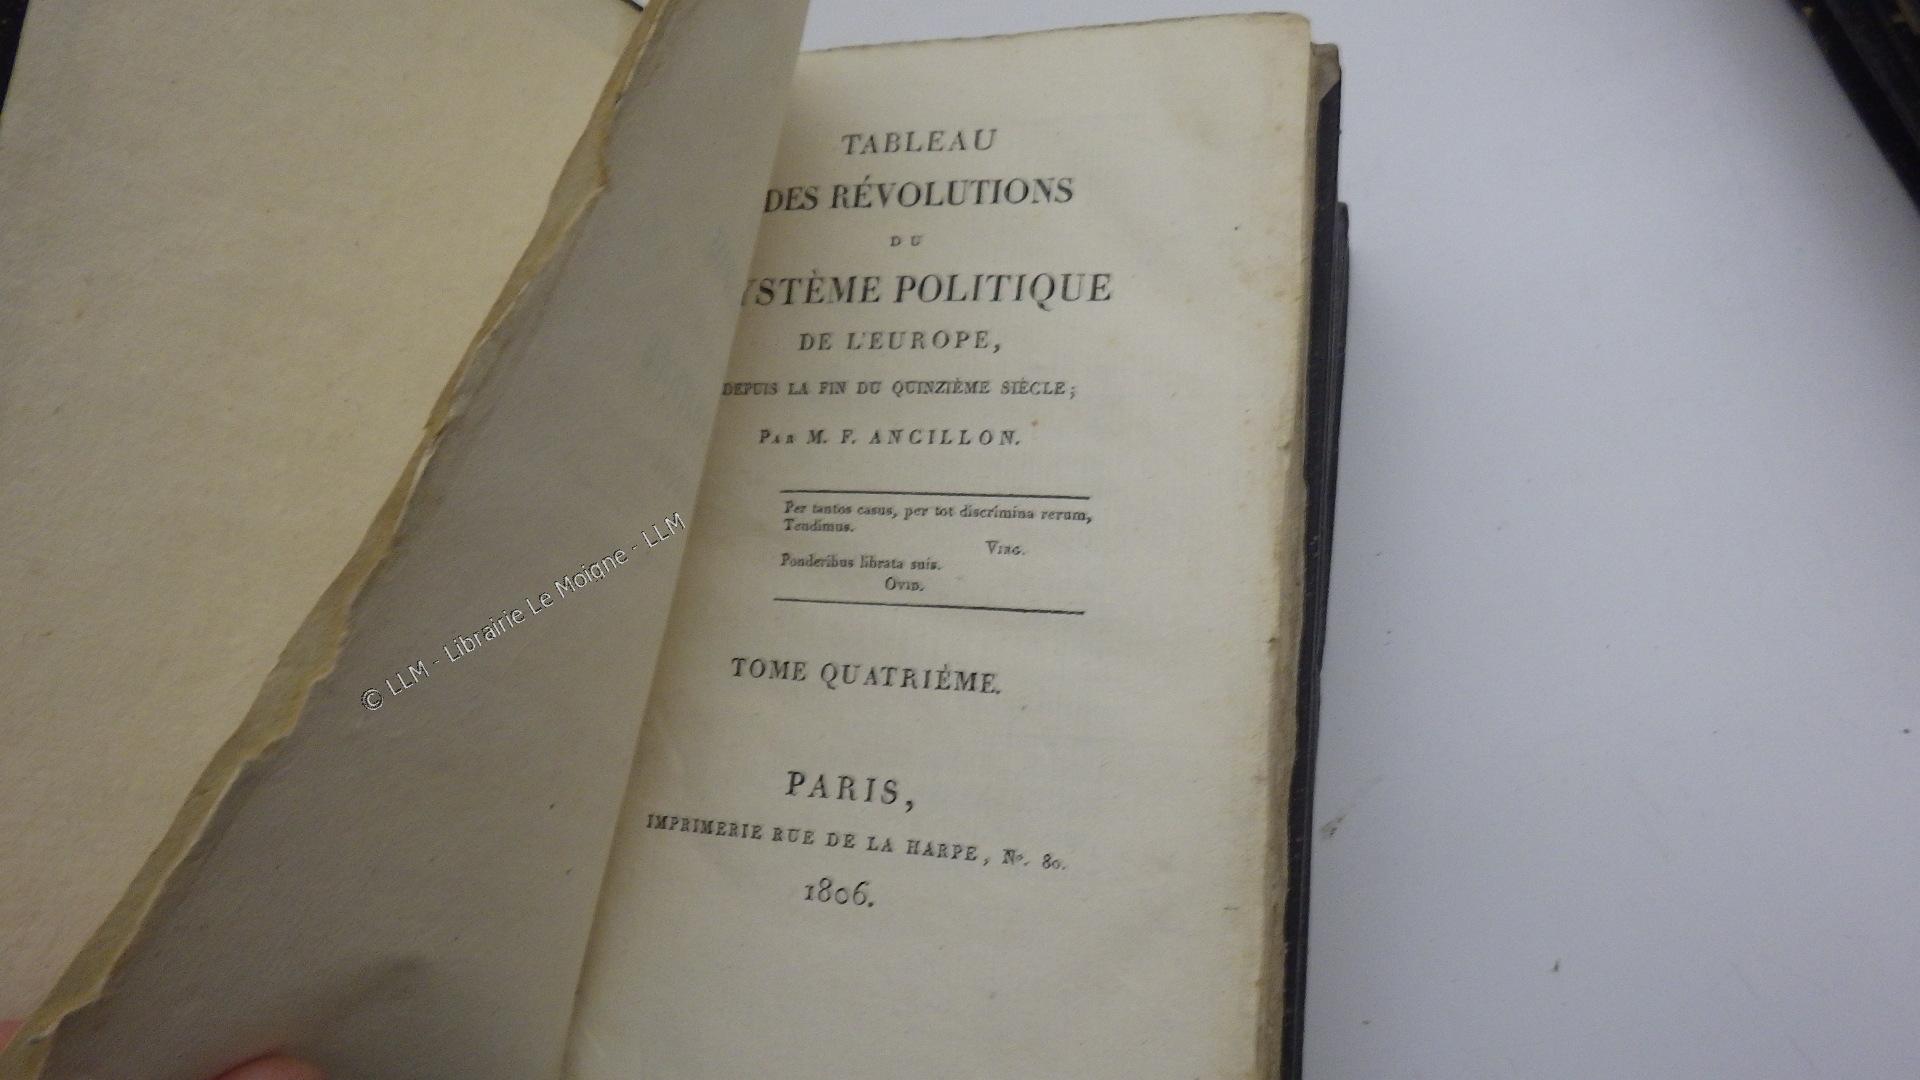 TABLEAU
DES RÉVOLUTIONS
DU
YSTÈME POLITIQUE
DE L'EUROPE,
DEPUIS LA FIN DU QUINZIÈME SIÈCLE;
PAR M. F. ANCILLON.
Per tantos casus, per tot discrimina rerum,
Tendimus.
VIRG.
Ponderibus librata suis.
OVID.
TOME QUATRIÈME.
PARIS,
IMPRIMERIE RUE DE LA HARPE, No. 80.
1806.
© LLM - Librairie Le Moigne - LLM